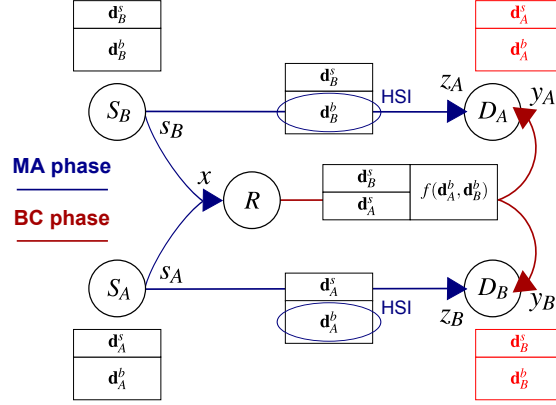 𝐝_B^s
𝐝_B^b
𝐝_A^s
𝐝_A^b
𝐝_B^s
𝐝_B^b
HSI
z_A
y_A
S_B
s_B
D_A
MA phase
x
R
𝐝_B^s
𝐝_A^s
f(𝐝_A^b, 𝐝_B^b)
BC phase
S_A
s_A
𝐝_A^s
𝐝_A^b
HSI
D_B
z_B
y_B
𝐝_A^s
𝐝_A^b
𝐝_B^s
𝐝_B^b